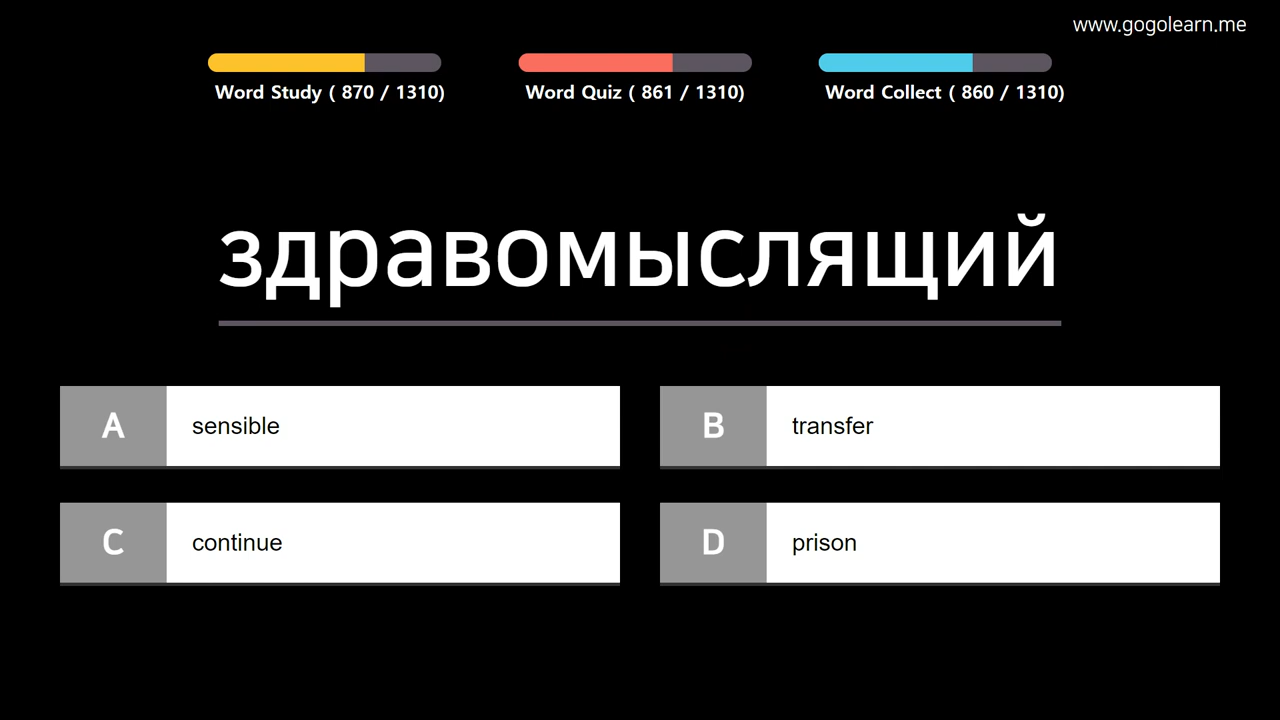 www.gogolearn.me
Word Study ( 870 / 1310)
Word Quiz ( 861 / 1310)
Word Collect ( 860 / 1310)
здравомыслящий
A sensible
B transfer
C continue
D prison